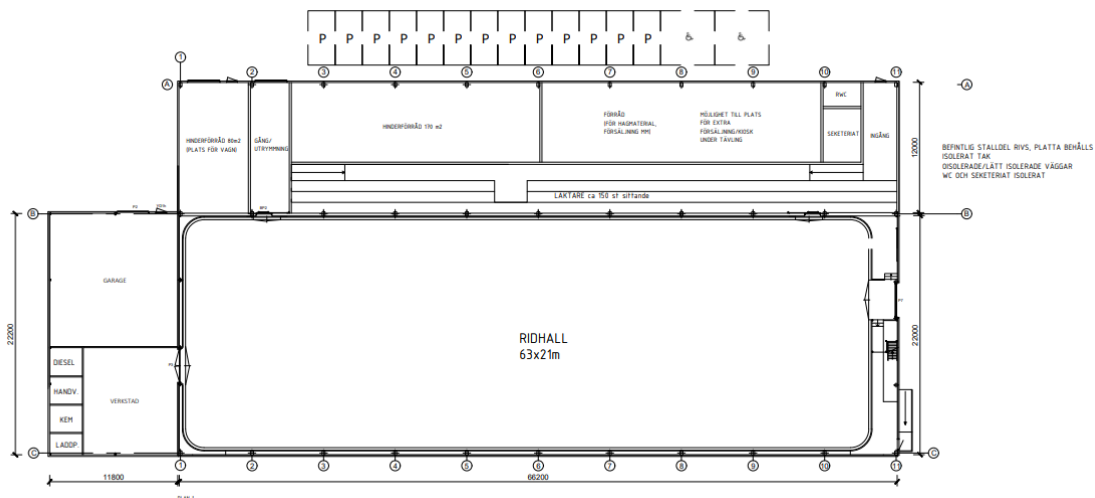 P P P P P P P P P P P P P
1
2 3 4 5 6 7 8 9 10 11
A
A
HINDERFÖRRÅD 80m2
(PLATS FÖR VAGN)
GÅNG/
UTRYMMNING
HINDERFÖRRÅD 170 m2
FÖRRÅD
(FÖR HAGMATERIAL,
FÖRSÄLJNING MM)
MÖJLIGHET TILL PLATS
FÖR EXTRA
FÖRSÄLJNING/KIOSK
UNDER TÄVLING
RWC
SEKETERIAT
INGÅNG
12000
BEFINTLIG STALLDEL RIVS, PLATTA BEHÅLLS
ISOLERAT TAK
OISOLERADE/LÄTT ISOLERADE VÄGGAR
WC OCH SEKETERIAT ISOLERAT
LÄKTARE ca 150 st sittande
B
B
GARAGE
22200
22000
RIDHALL
63x21m
DIESEL
HANDV.
KEM
LADDP.
VERKSTAD
C
C
1 2 3 4 5 6 7 8 9 10 11
11800
66200